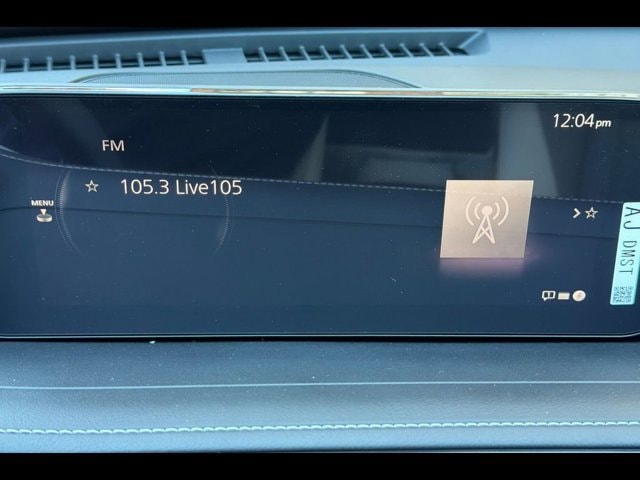 12:04pm
FM
105.3 Live105
MENU
AJ DMST